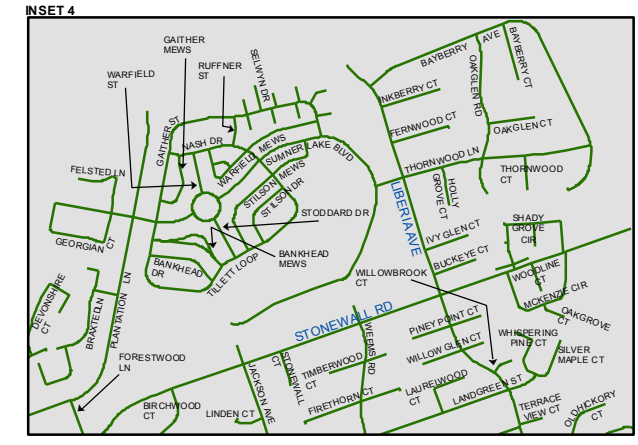 INSET 4
GAITHER
MEWS
RUFFNER
ST
SELWYN DR
WARFIELD
ST
GAITHER ST
NASH DR
WARFIELD MEWS
SUMNER LAKE BLVD
STILSON MEWS
STILSON DR
STODDARD DR
BANKHEAD
MEWS
BANKHEAD
DR
TILLETT LOOP
FELSTED LN
GEORGIAN CT
DEVONSHIRE
CT
BRAXTED LN
PLANTATION LN
FORESTWOOD
LN
BIRCHWOOD
CT
LINDEN CT
JACKSON AVE
STONEWALL
CT
STONEWALL RD
TIMBERWOOD
CT
FIRETHORN CT
WEEMS RD
BAYBERRY AVE
BAYBERRY CT
INKBERRY CT
OAKGLEN RD
FERNWOOD CT
OAKGLEN CT
THORNWOOD LN
THORNWOOD
CT
LIBERIA AVE
HOLLY
GROVE CT
IVY GLEN CT
BUCKEYE CT
SHADY
GROVE
CIR
WILLOWBROOK
CT
WOODLINE
CT
MCKENZIE CIR
OAKGROVE
CT
PINEY POINT CT
WHISPERING
PINE CT
WILLOW GLEN CT
SILVER
MAPLE CT
LAURELWOOD
CT
LANDGREEN ST
TERRACE
VIEW CT
OLD HICKORY
CT